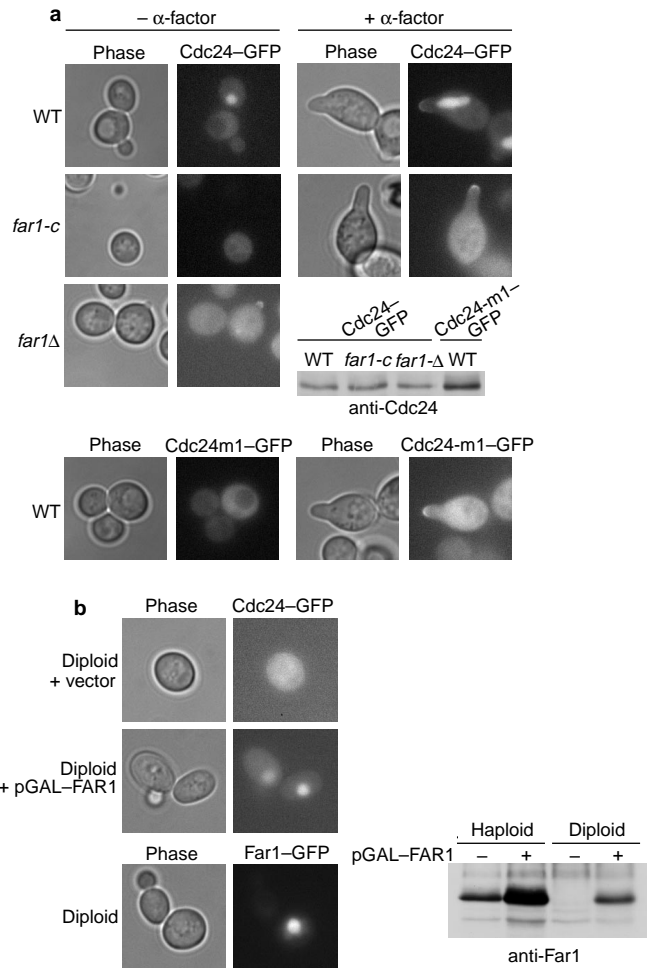 a
– α-factor + α-factor
Phase Cdc24–GFP Phase Cdc24–GFP
WT
far1-c
far1Δ
Cdc24–
GFP
Cdc24-m1–
GFP
WT far1-c far1-Δ WT
anti-Cdc24
Phase Cdc24m1–GFP Phase Cdc24-m1–GFP
WT
b
Phase Cdc24–GFP
Diploid
+ vector
Diploid
+ pGAL–FAR1
Phase Far1–GFP
Diploid
Haploid Diploid
pGAL–FAR1 – + – +
anti-Far1